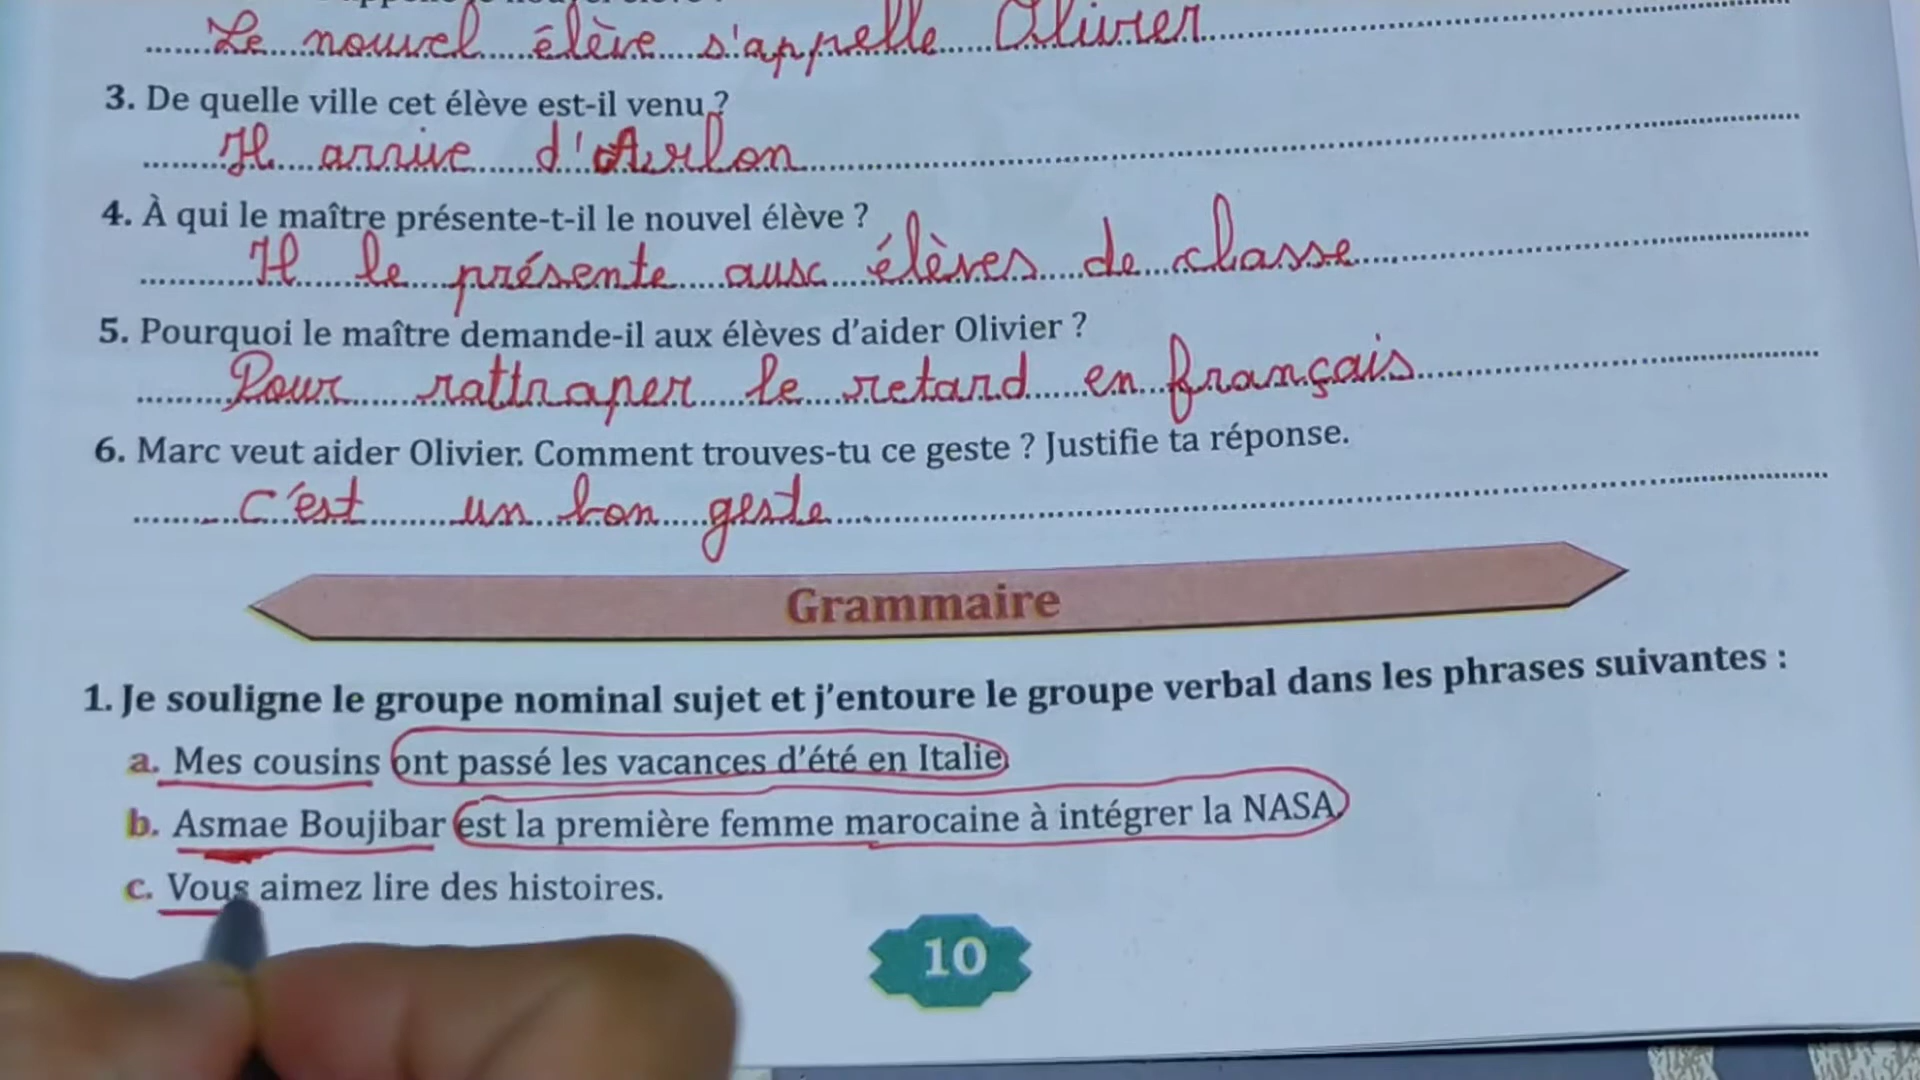 Le nouvel élève s'appelle Olivier
3. De quelle ville cet élève est-il venu ?
Il arrive d'Arlon
4. À qui le maître présente-t-il le nouvel élève ?
Il le présente aux élèves de classe
5. Pourquoi le maître demande-il aux élèves d'aider Olivier ?
Pour rattraper le retard en français
6. Marc veut aider Olivier. Comment trouves-tu ce geste ? Justifie ta réponse.
C'est un bon geste
Grammaire
1. Je souligne le groupe nominal sujet et j'entoure le groupe verbal dans les phrases suivantes :
a. Mes cousins ont passé les vacances d'été en Italie
b. Asmae Boujibar est la première femme marocaine à intégrer la NASA.
c. Vous aimez lire des histoires.
10